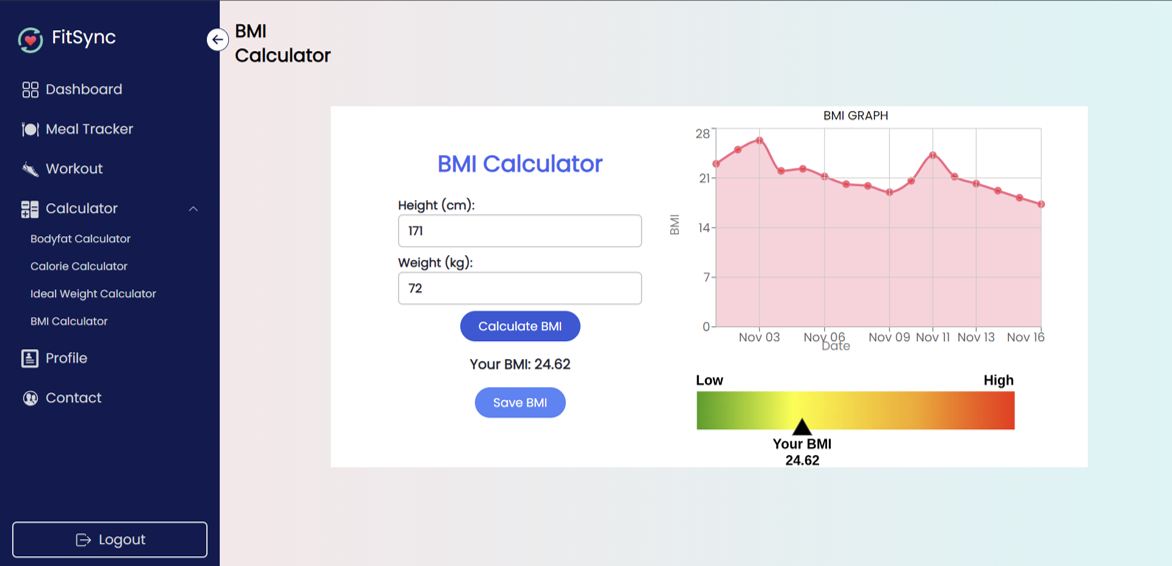 FitSync
Dashboard
Meal Tracker
Workout
Calculator
Bodyfat Calculator
Calorie Calculator
Ideal Weight Calculator
BMI Calculator
Profile
Contact
Logout
BMI
Calculator
BMI Calculator
Height (cm):
171
Weight (kg):
72
Calculate BMI
Your BMI: 24.62
Save BMI
BMI GRAPH
28
21
14
7
0
BMI
Nov 03 Nov 06 Nov 09 Nov 11 Nov 13 Nov 16
Date
Low High
Your BMI
24.62